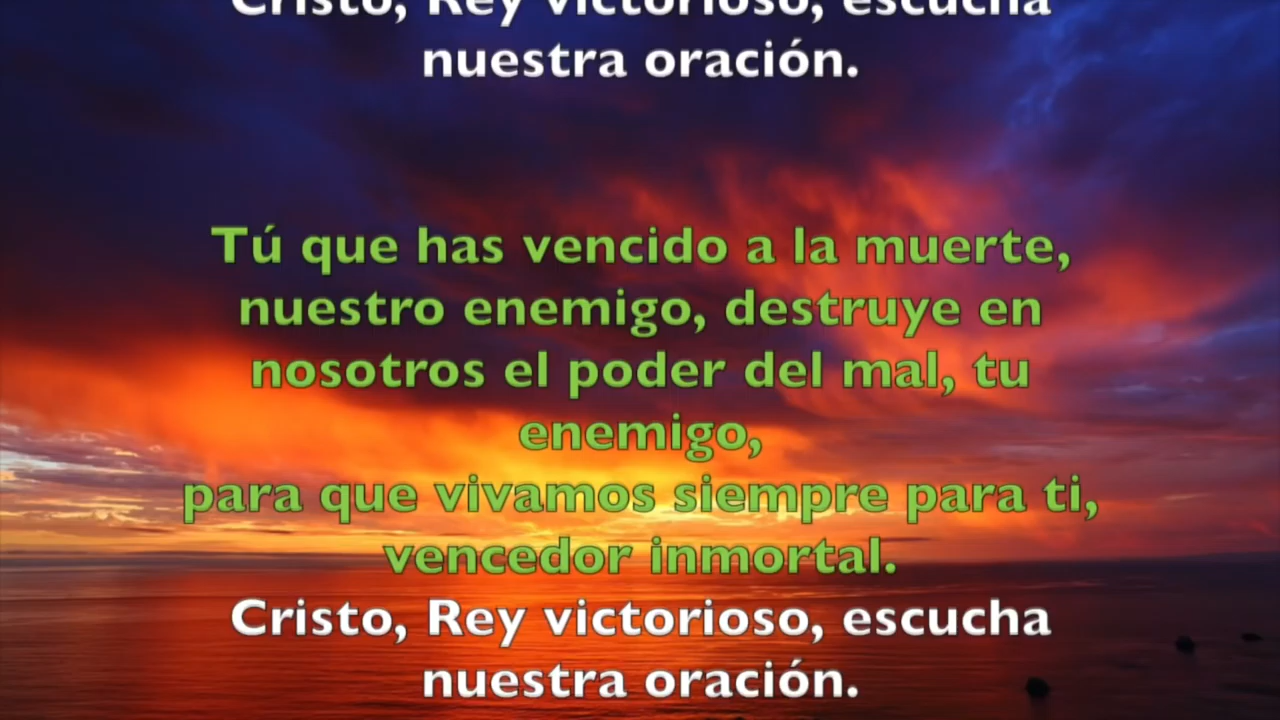 Cristo, Rey victorioso, escucha
nuestra oración.
Tú que has vencido a la muerte,
nuestro enemigo, destruye en
nosotros el poder del mal, tu
enemigo,
para que vivamos siempre para ti,
vencedor inmortal.
Cristo, Rey victorioso, escucha
nuestra oración.